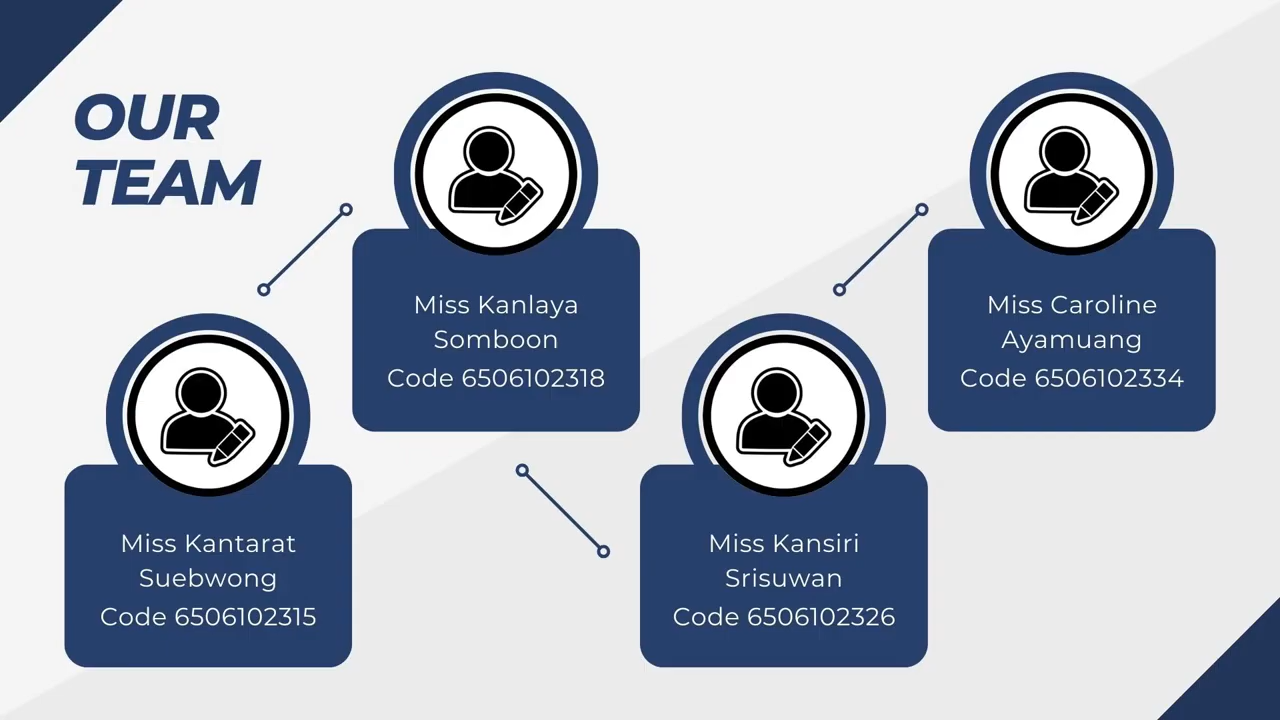 OUR
TEAM
Miss Kantarat
Suebwong
Code 6506102315
Miss Kanlaya
Somboon
Code 6506102318
Miss Kansiri
Srisuwan
Code 6506102326
Miss Caroline
Ayamuang
Code 6506102334